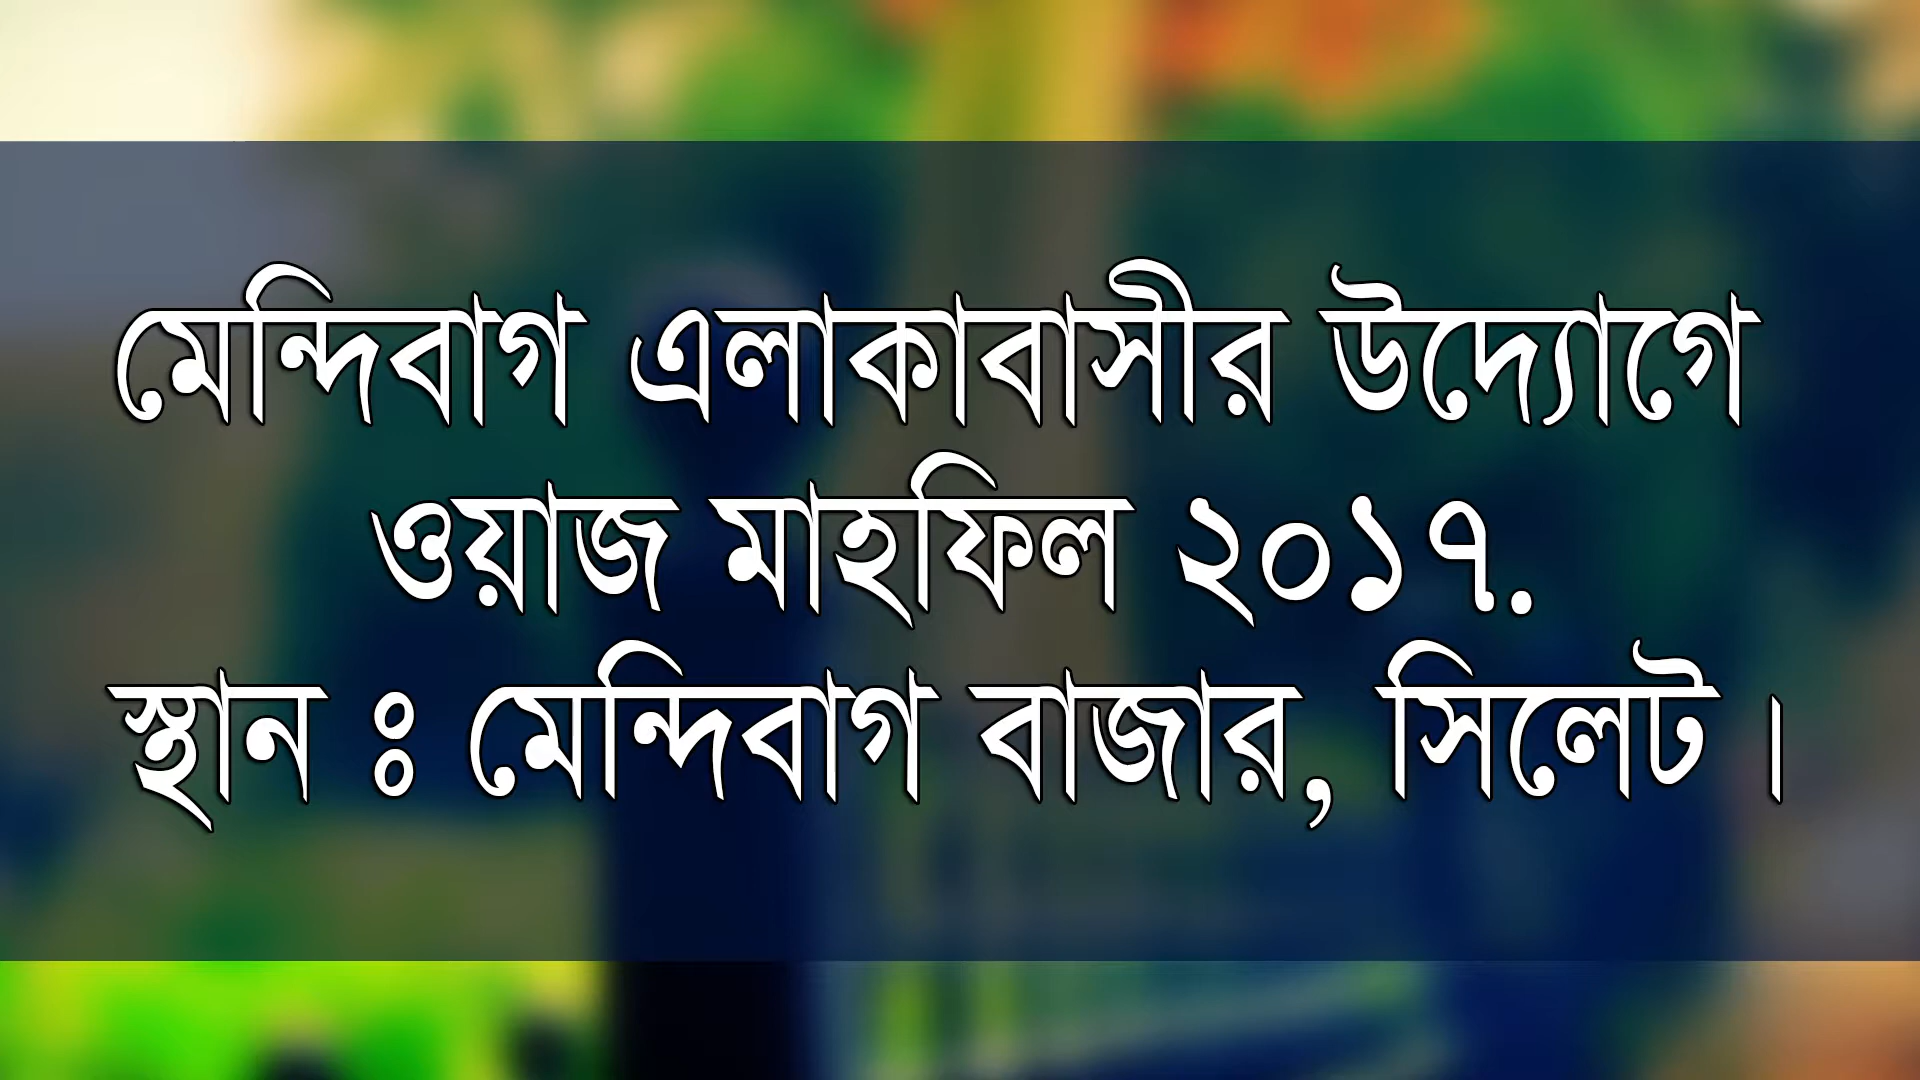 মেন্দিবাগ এলাকাবাসীর উদ্যোগে
ওয়াজ মাহফিল ২০১৭.
স্থান ঃ মেন্দিবাগ বাজার, সিলেট ।